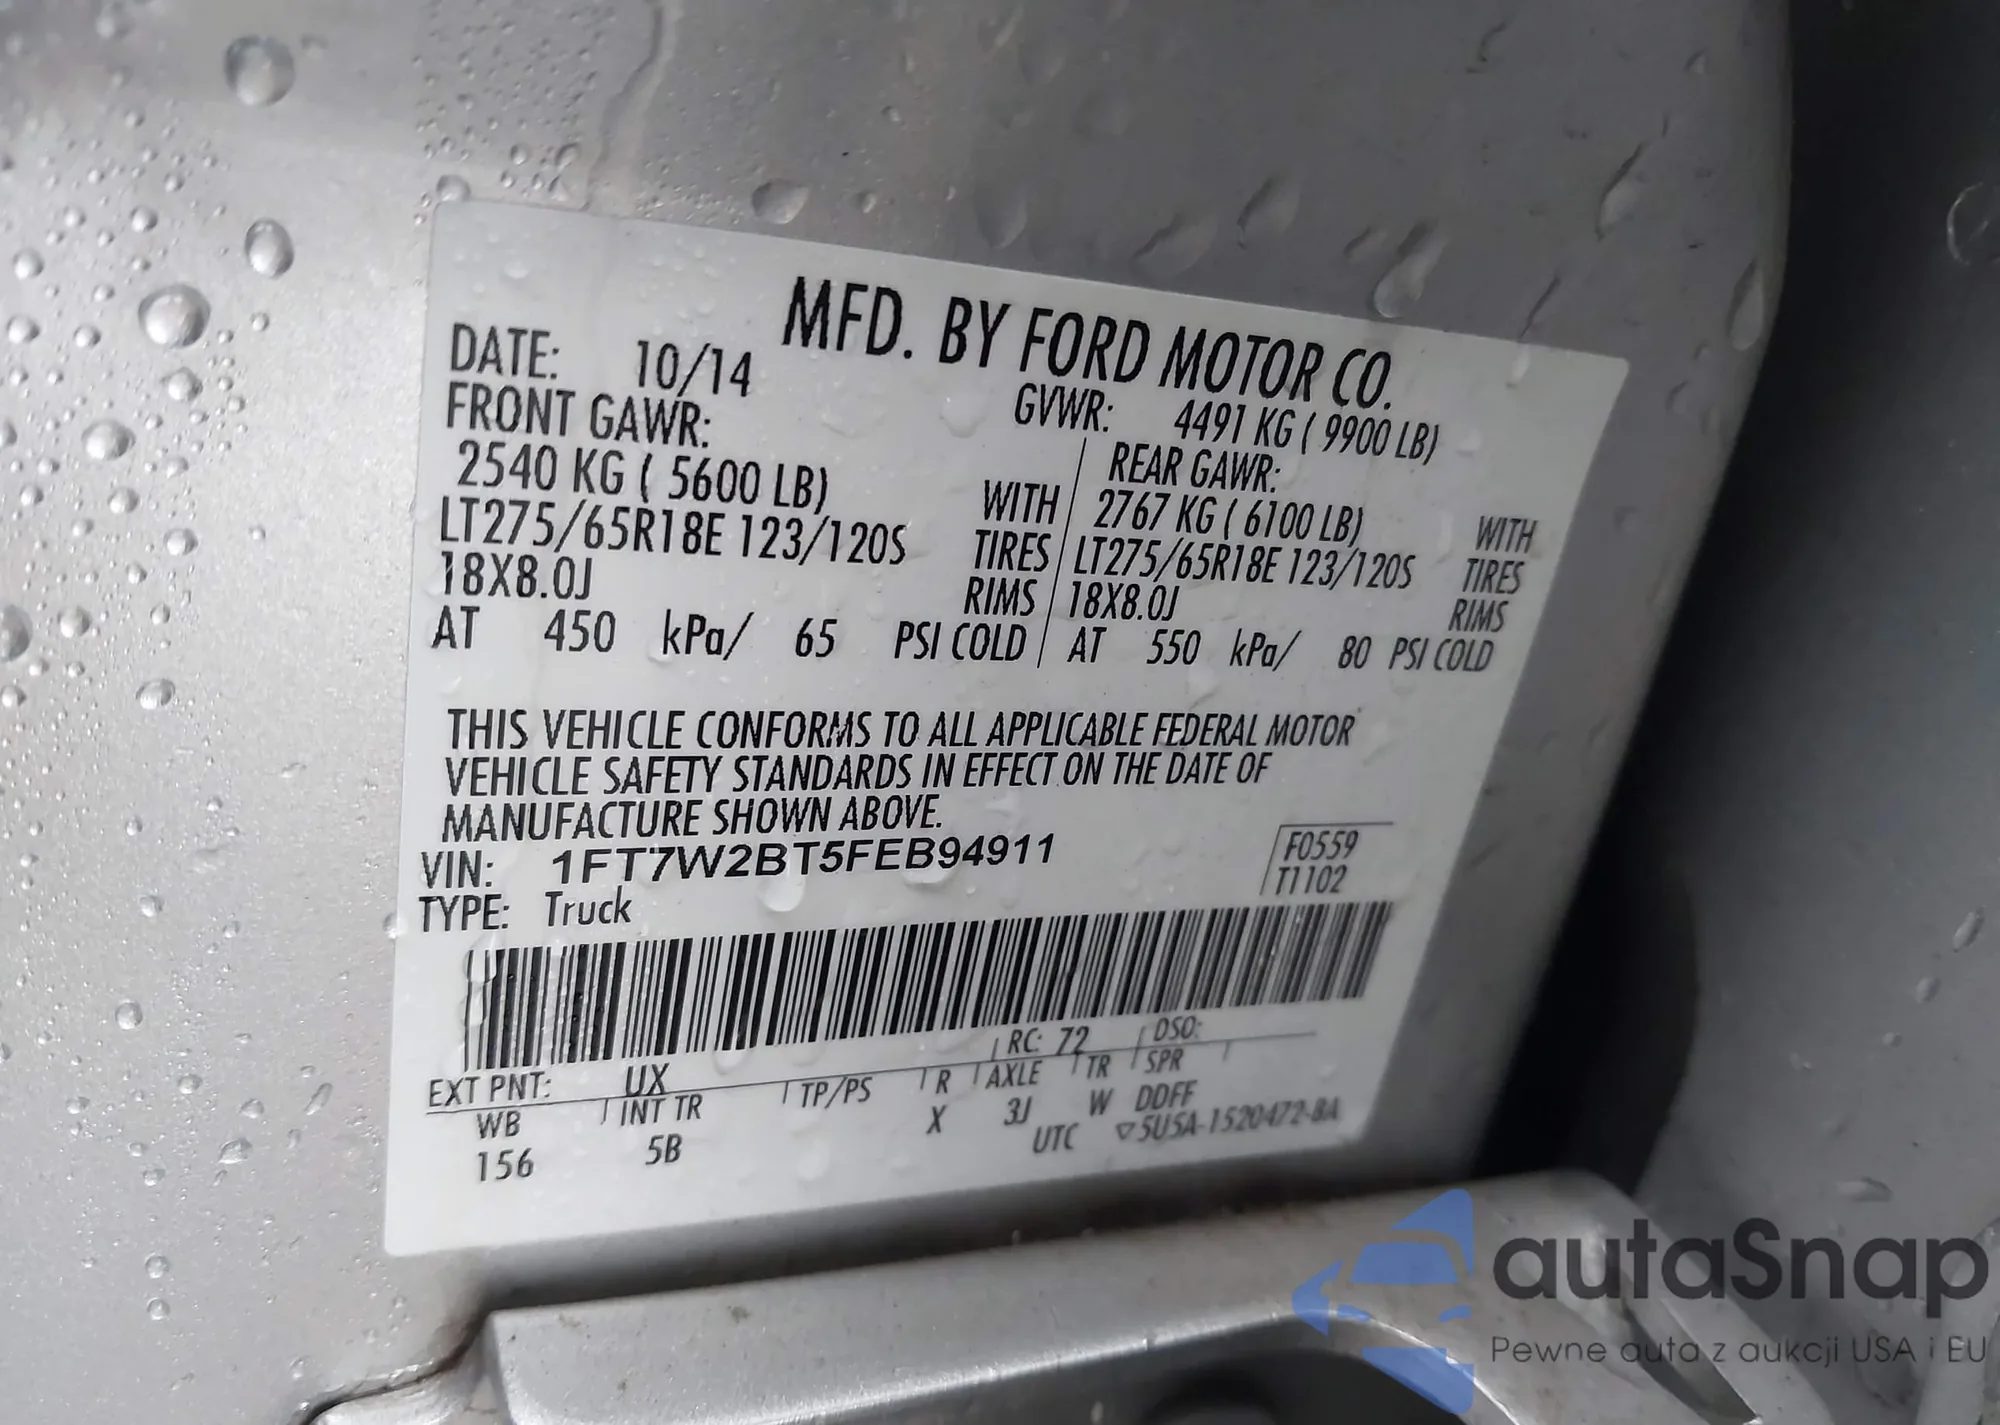 MFD. BY FORD MOTOR CO.
DATE: 10/14
GVWR: 4491 KG ( 9900 LB)
FRONT GAWR:
2540 KG ( 5600 LB) WITH
LT275/65R18E 123/120S TIRES
18X8.0J RIMS
AT 450 kPa/ 65 PSI COLD
REAR GAWR:
2767 KG ( 6100 LB) WITH
LT275/65R18E 123/120S TIRES
18X8.0J RIMS
AT 550 kPa/ 80 PSI COLD
THIS VEHICLE CONFORMS TO ALL APPLICABLE FEDERAL MOTOR
VEHICLE SAFETY STANDARDS IN EFFECT ON THE DATE OF
MANUFACTURE SHOWN ABOVE.
VIN: 1FT7W2BT5FEB94911
F0559
T1102
TYPE: Truck
EXT PNT: UX RC: 72 DSO:
WB INT TR TP/PS R AXLE TR SPR
156 5B X 3J W DDFF
UTC ▽5U5A-1520472-BA
autaSnap
Pewne auta z aukcji USA i EU